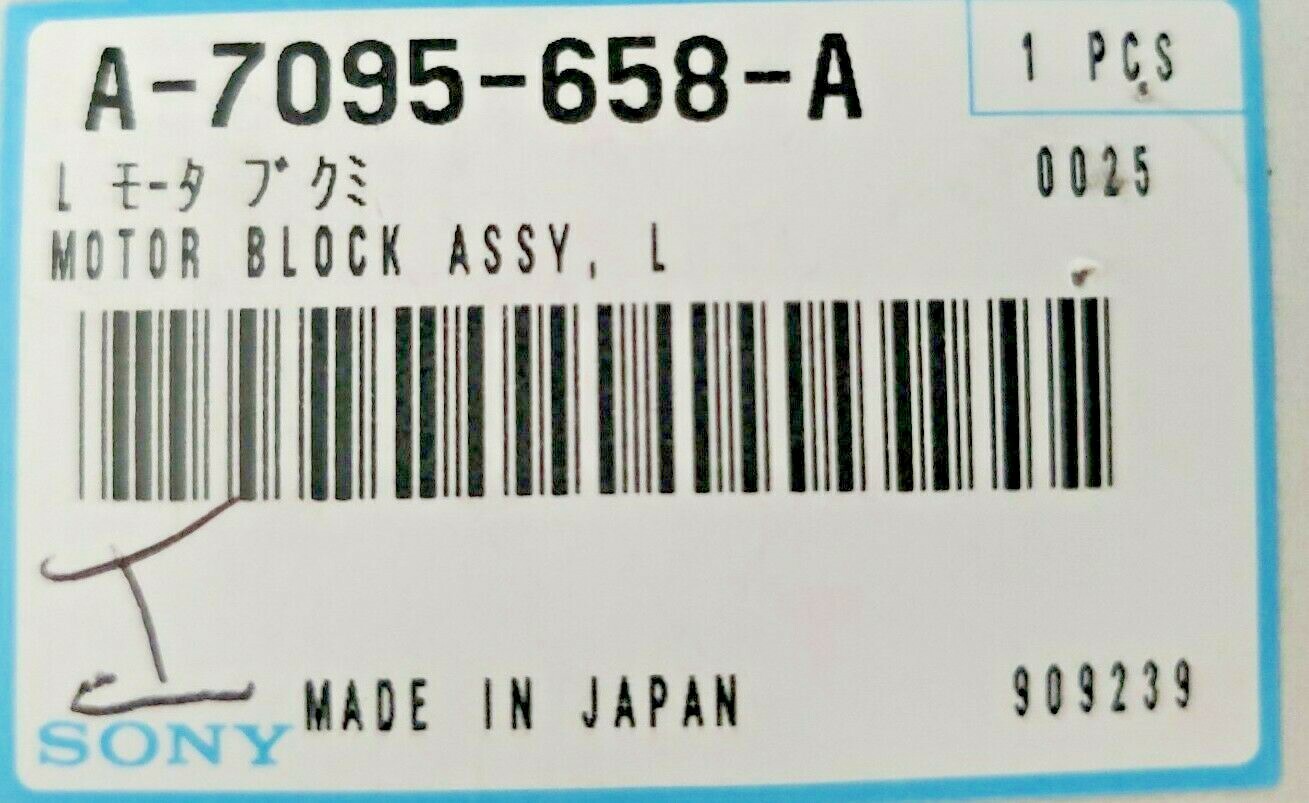 A-7095-658-A
1 PCS
L モータ ブクミ
0025
MOTOR BLOCK ASSY, L
SONY
MADE IN JAPAN
909239